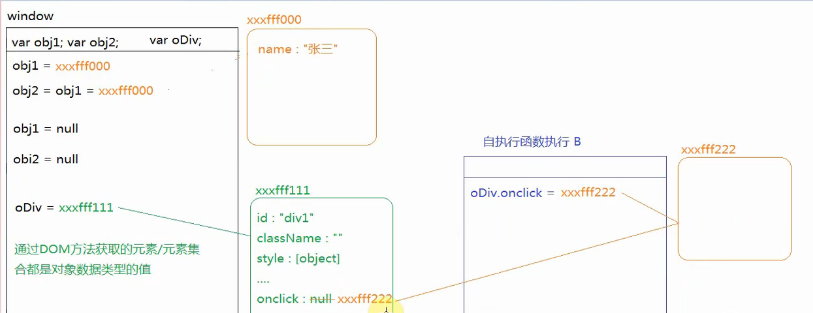 window
xxxfff000
var obj1; var obj2; var oDiv;
name : "张三"
obj1 = xxxfff000
obj2 = obj1 = xxxfff000
obj1 = null
obi2 = null
自执行函数执行 B
xxxfff222
xxxfff111
oDiv.onclick = xxxfff222
oDiv = xxxfff111
id : "div1"
className : ""
style : [object]
....
onclick : null xxxfff222
通过DOM方法获取的元素/元素集
合都是对象数据类型的值